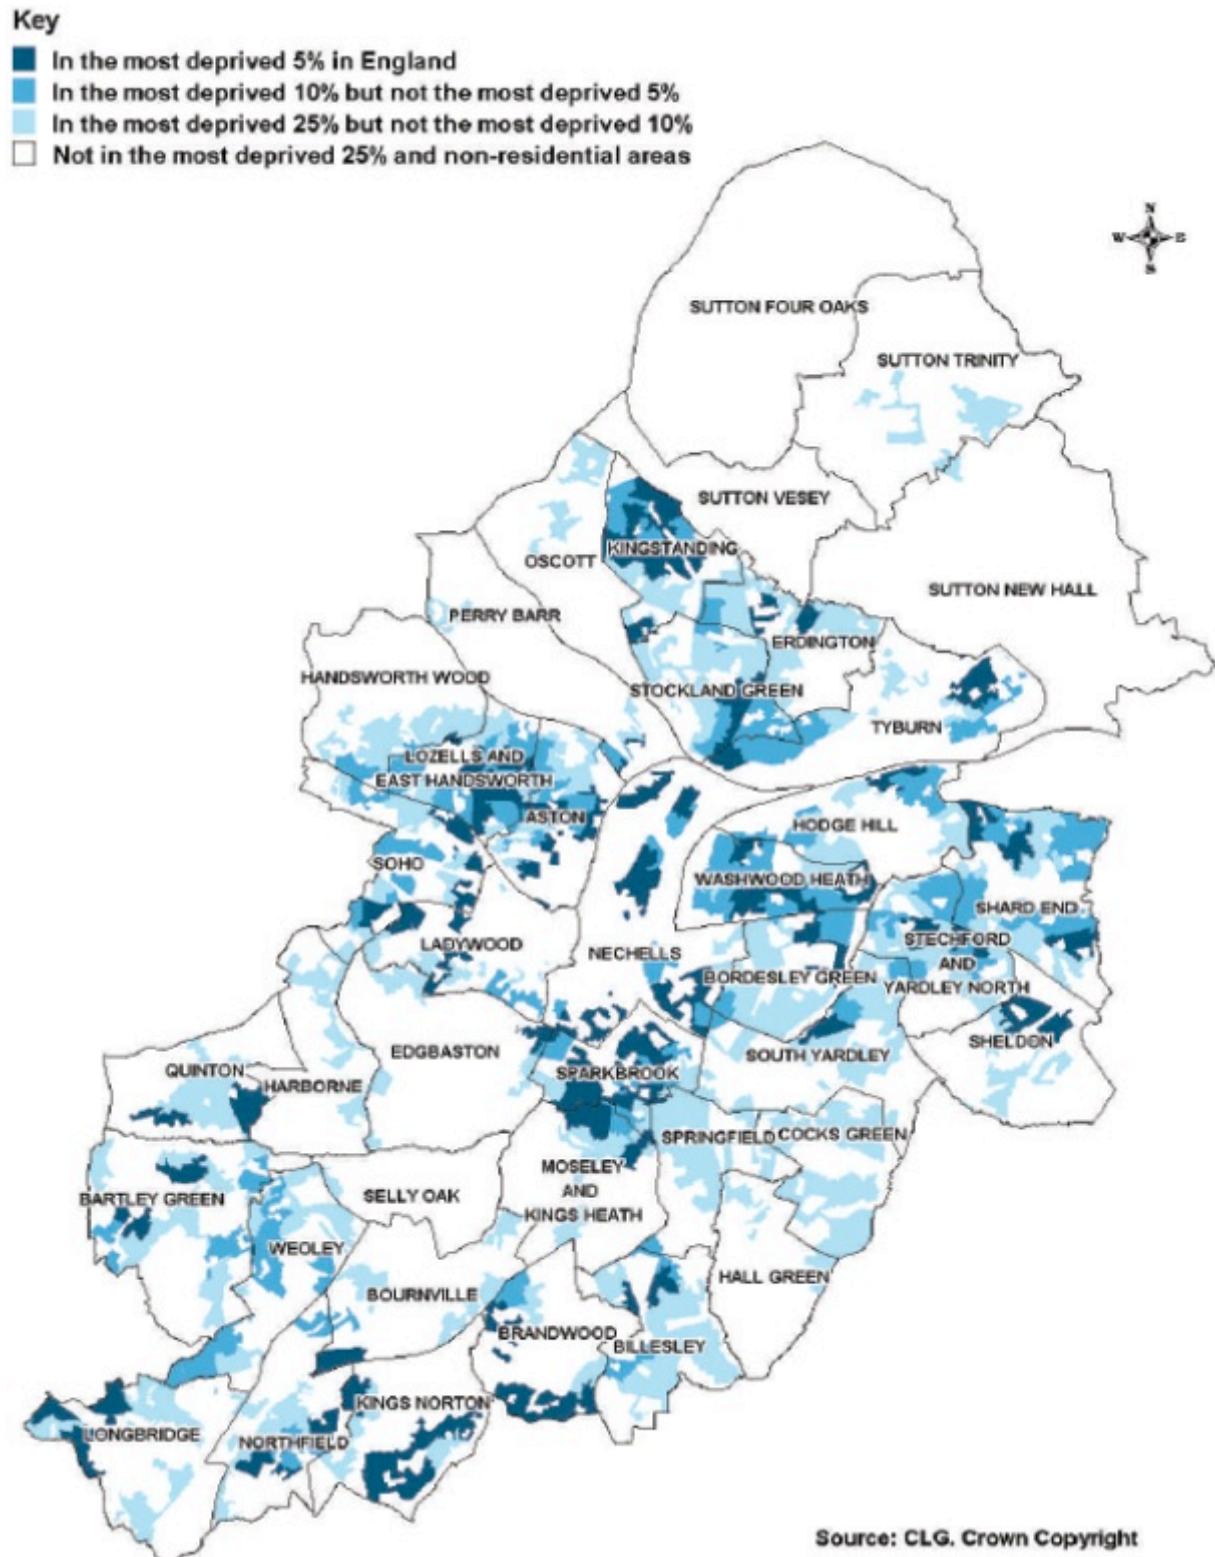 Key
In the most deprived 5% in England
In the most deprived 10% but not the most deprived 5%
In the most deprived 25% but not the most deprived 10%
Not in the most deprived 25% and non-residential areas
N
W E
S
SUTTON FOUR OAKS
SUTTON TRINITY
SUTTON VESEY
KINGSTANDING
OSCOTT
SUTTON NEW HALL
PERRY BARR
ERDINGTON
HANDSWORTH WOOD
STOCKLAND GREEN
TYBURN
LOZELLS AND
EAST HANDSWORTH
ASTON
HODGE HILL
SOHO
WASHWOOD HEATH
SHARD END
LADYWOOD
NECHELLS
STECHFORD
AND
YARDLEY NORTH
BORDESLEY GREEN
SHELDON
EDGBASTON
SOUTH YARDLEY
QUINTON
SPARKBROOK
HARBORNE
SPRINGFIELD
COCKS GREEN
MOSELEY
AND
KINGS HEATH
BARTLEY GREEN
SELLY OAK
WEOLEY
HALL GREEN
BOURNVILLE
BRANDWOOD
BILLESLEY
KINGS NORTON
LONGBRIDGE
NORTHFIELD
Source: CLG. Crown Copyright